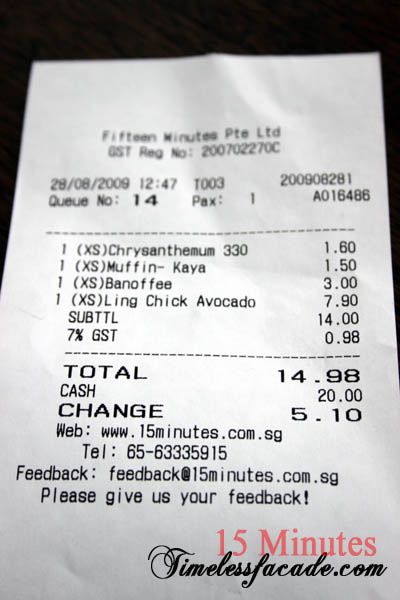 Fifteen Minutes Pte Ltd
GST Reg No: 200702270C
28/08/2009 12:47 T003 200908281
Queue No: 14 Pax: 1 A016486
1 (XS)Chrysanthemum 330 1.60
1 (XS)Muffin- Kaya 1.50
1 (XS)Banoffee 3.00
1 (XS)Ling Chick Avocado 7.90
SUBTTL 14.00
7% GST 0.98
TOTAL 14.98
CASH 20.00
CHANGE 5.10
Web: www.15minutes.com.sg
Tel: 65-63335915
Feedback: feedback@15minutes.com.sg
Please give us your feedback!
15 Minutes
Timelessfacade.com